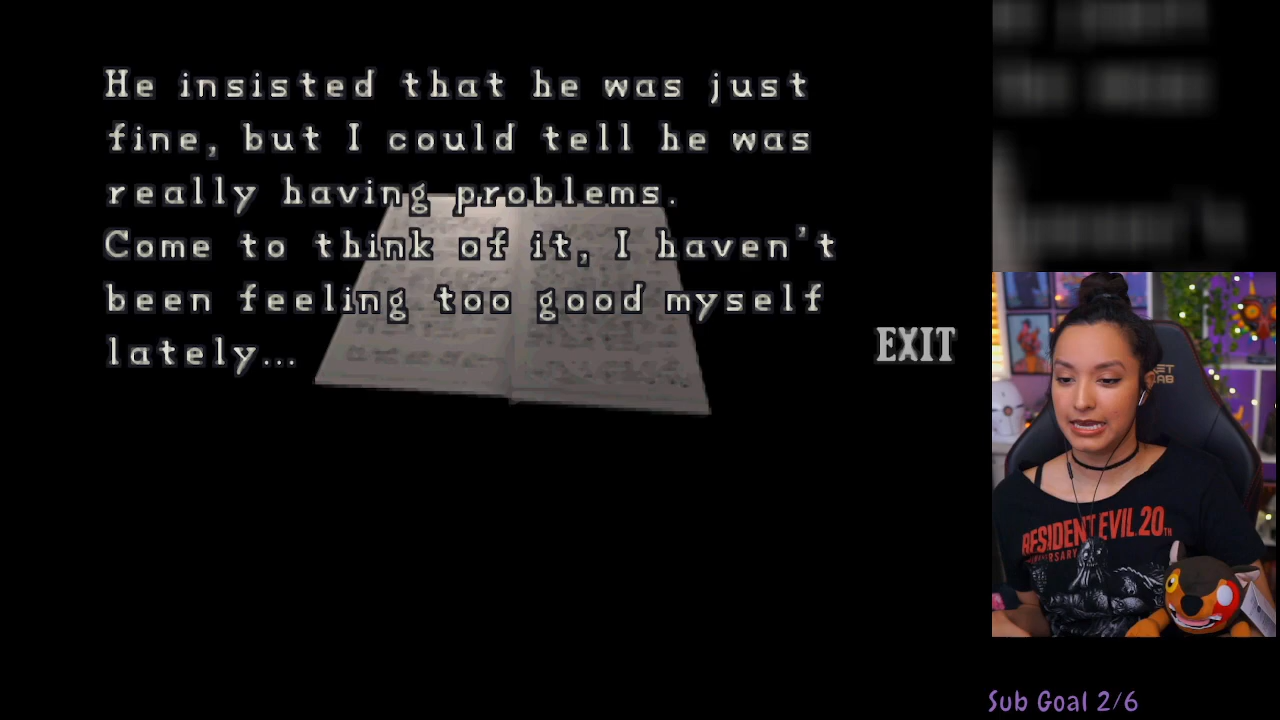 He insisted that he was just
fine, but I could tell he was
really having problems.
Come to think of it, I haven't
been feeling too good myself
lately...
EXIT
RESIDENT EVIL.20TH
Sub Goal 2/6